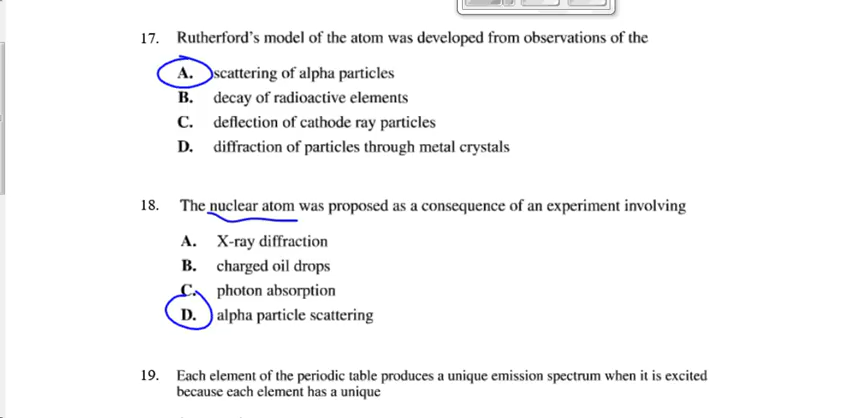 17. Rutherford's model of the atom was developed from observations of the
A. scattering of alpha particles
B. decay of radioactive elements
C. deflection of cathode ray particles
D. diffraction of particles through metal crystals
18. The nuclear atom was proposed as a consequence of an experiment involving
A. X-ray diffraction
B. charged oil drops
C. photon absorption
D. alpha particle scattering
19. Each element of the periodic table produces a unique emission spectrum when it is excited
because each element has a unique